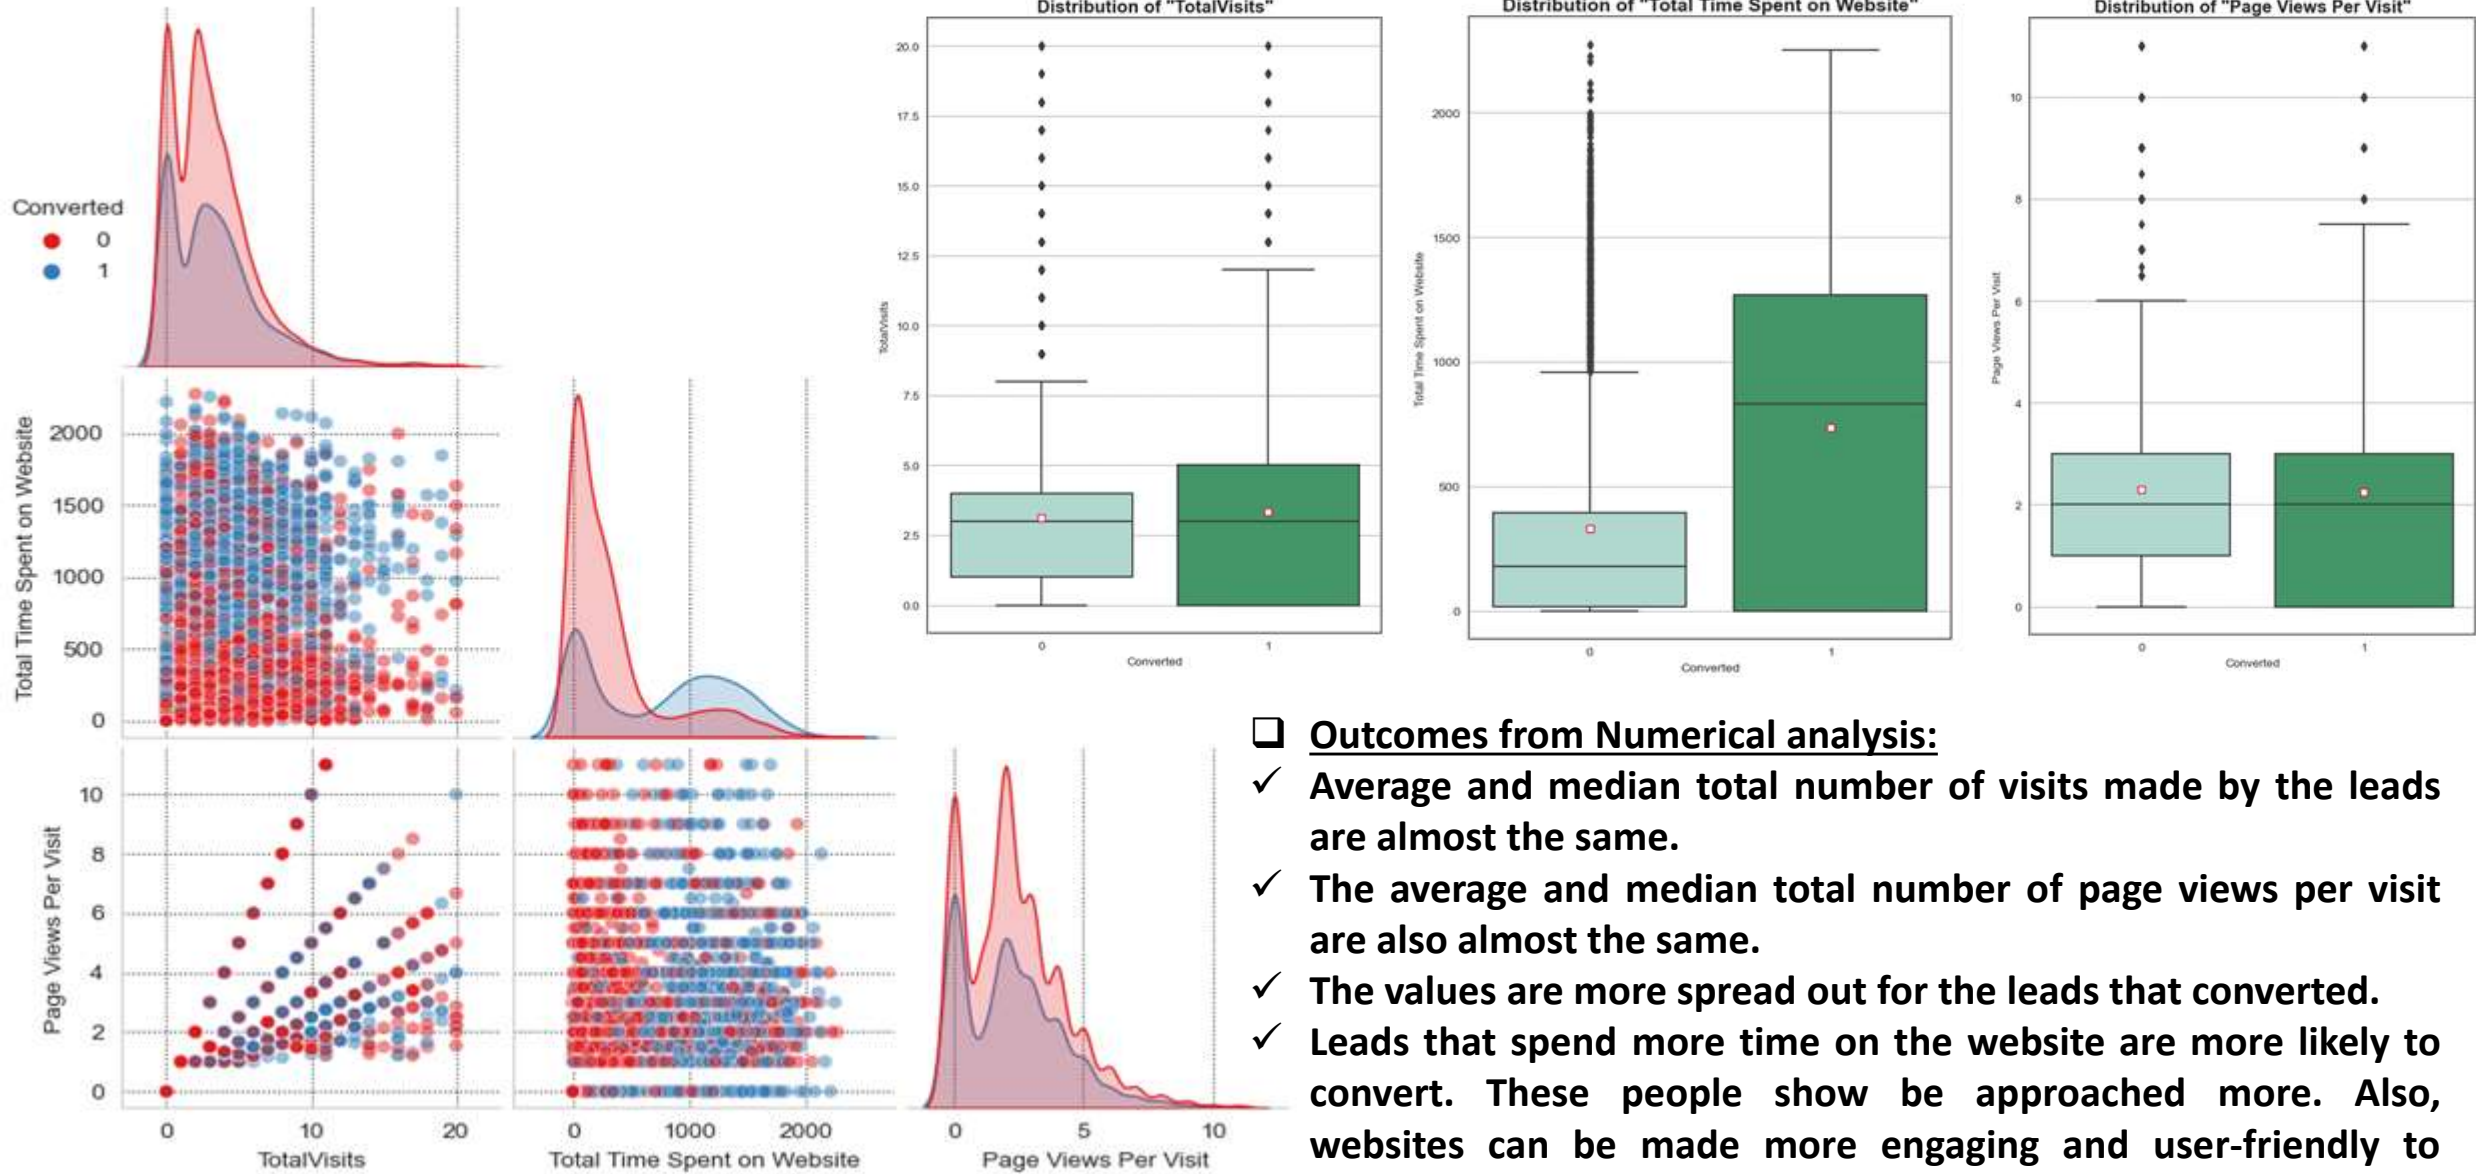 Converted
0
1
Total Time Spent on Website
2000
1500
1000
500
0
Page Views Per Visit
10
8
6
4
2
0
0
10
20
TotalVisits
0
1000
2000
Total Time Spent on Website
0
5
10
Page Views Per Visit
Distribution of "TotalVisits"
TotalVisits
20.0
17.5
15.0
12.5
10.0
7.5
5.0
2.5
0.0
0
1
Converted
Distribution of "Total Time Spent on Website"
Total Time Spent on Website
2000
1500
1000
500
0
0
1
Converted
Distribution of "Page Views Per Visit"
Page Views Per Visit
10
8
6
4
2
0
0
1
Converted
❑ Outcomes from Numerical analysis:
✓ Average and median total number of visits made by the leads
are almost the same.
✓ The average and median total number of page views per visit
are also almost the same.
✓ The values are more spread out for the leads that converted.
✓ Leads that spend more time on the website are more likely to
convert. These people show be approached more. Also,
websites can be made more engaging and user-friendly to